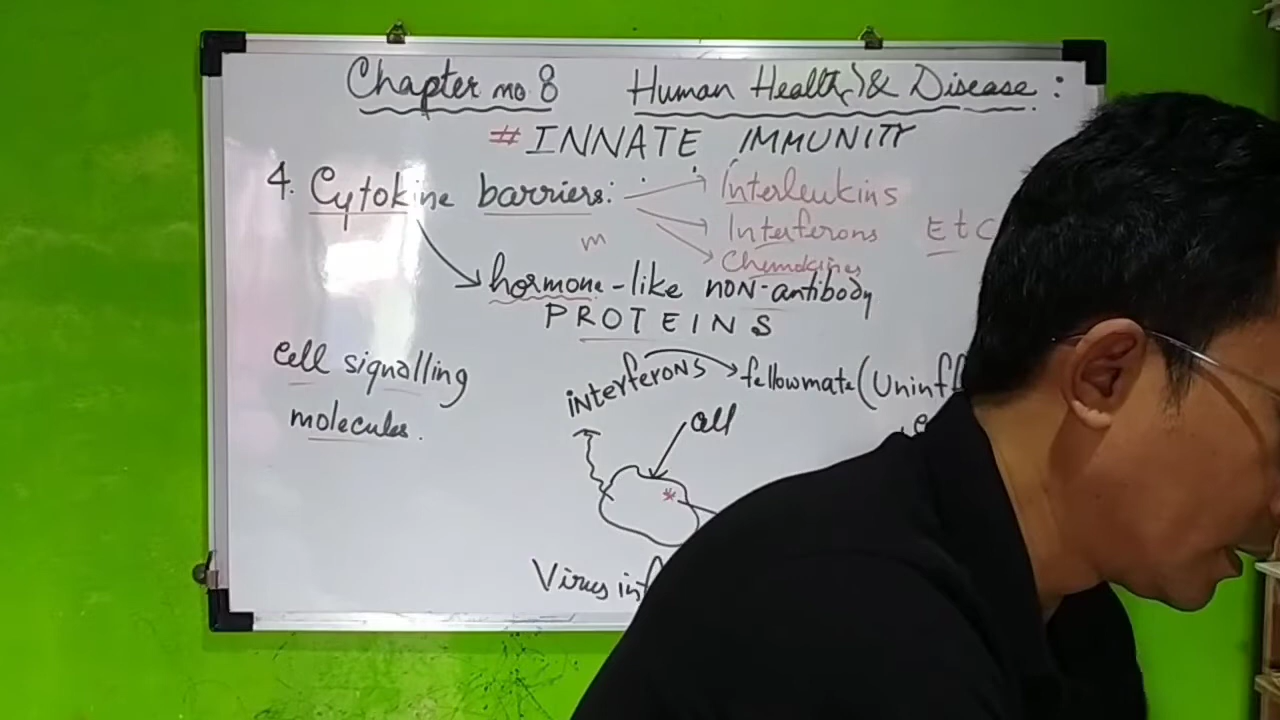 Chapter no 8 Human Health & Disease :
# INNATE IMMUNITY
4. Cytokine barriers: Interleukins
Interferons EtC
m
Chemokines
hormone-like noN-antibody
PROTEINS
cell signalling
molecules.
interferons fellowmate (Uninf
cell
Virus inf